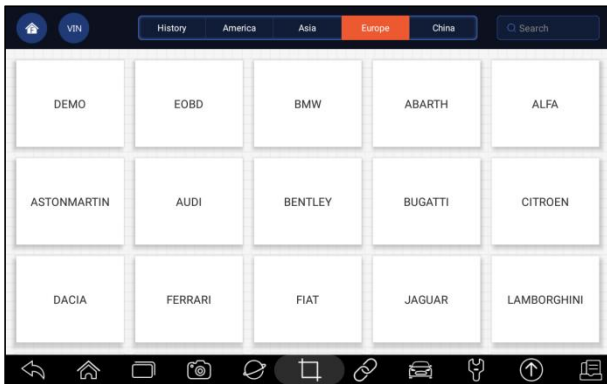 VIN History America Asia Europe China Search
DEMO EOBD BMW ABARTH ALFA
ASTONMARTIN AUDI BENTLEY BUGATTI CITROEN
DACIA FERRARI FIAT JAGUAR LAMBORGHINI